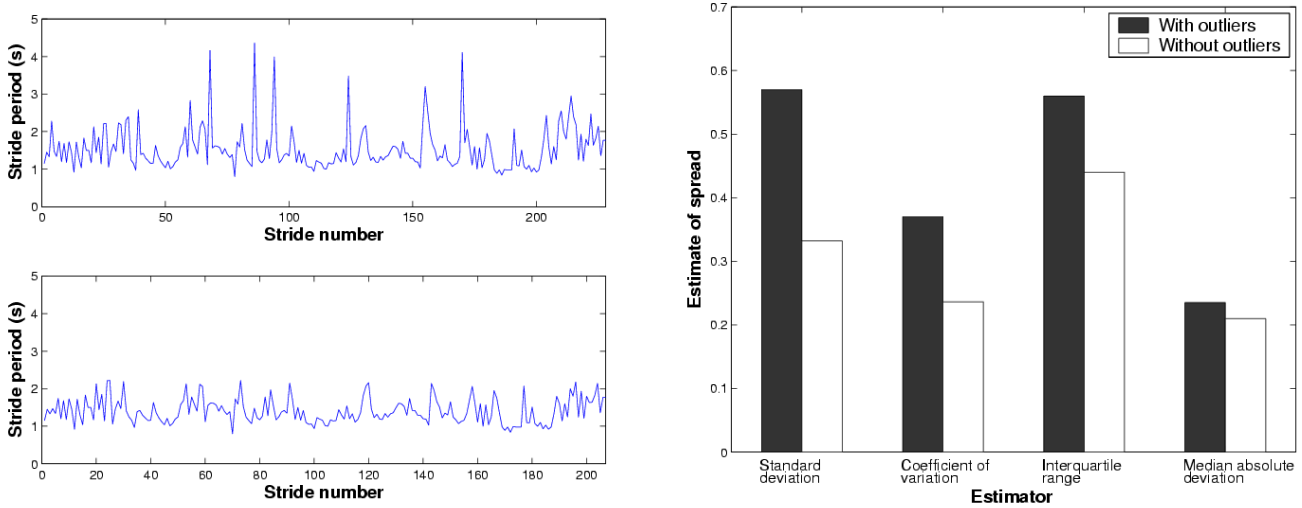 5
4
3
2
1
0
Stride period (s)
0 50 100 150 200
Stride number
5
4
3
2
1
0
Stride period (s)
0 20 40 60 80 100 120 140 160 180 200
Stride number
0.7
0.6
0.5
0.4
0.3
0.2
0.1
0
Estimate of spread
With outliers
Without outliers
Standard
deviation
Coefficient of
variation
Interquartile
range
Median absolute
deviation
Estimator